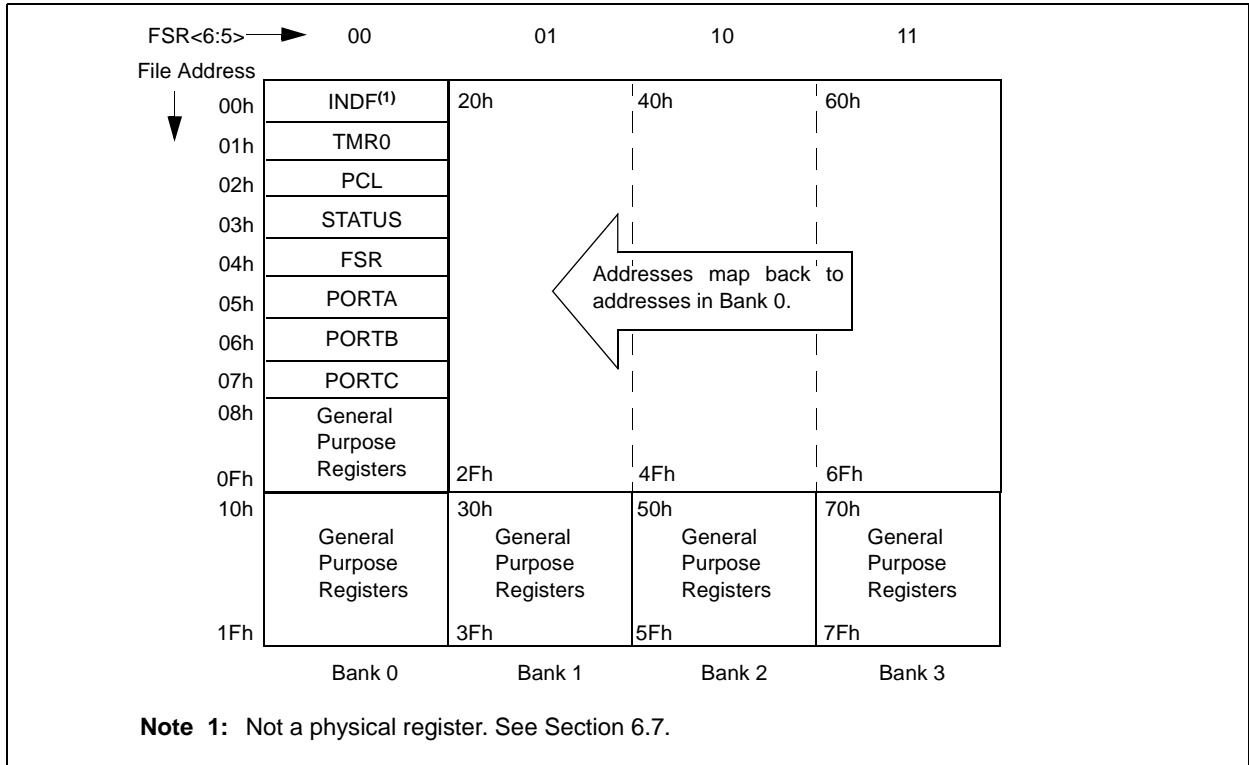 FSR<6:5> 00 01 10 11
File Address
00h INDF(1) 20h 40h 60h
01h TMR0
02h PCL
03h STATUS
04h FSR
Addresses map back to
addresses in Bank 0.
05h PORTA
06h PORTB
07h PORTC
08h
General
Purpose
Registers
0Fh 2Fh 4Fh 6Fh
10h 30h 50h 70h
General General General General
Purpose Purpose Purpose Purpose
Registers Registers Registers Registers
1Fh 3Fh 5Fh 7Fh
Bank 0 Bank 1 Bank 2 Bank 3
Note 1: Not a physical register. See Section 6.7.